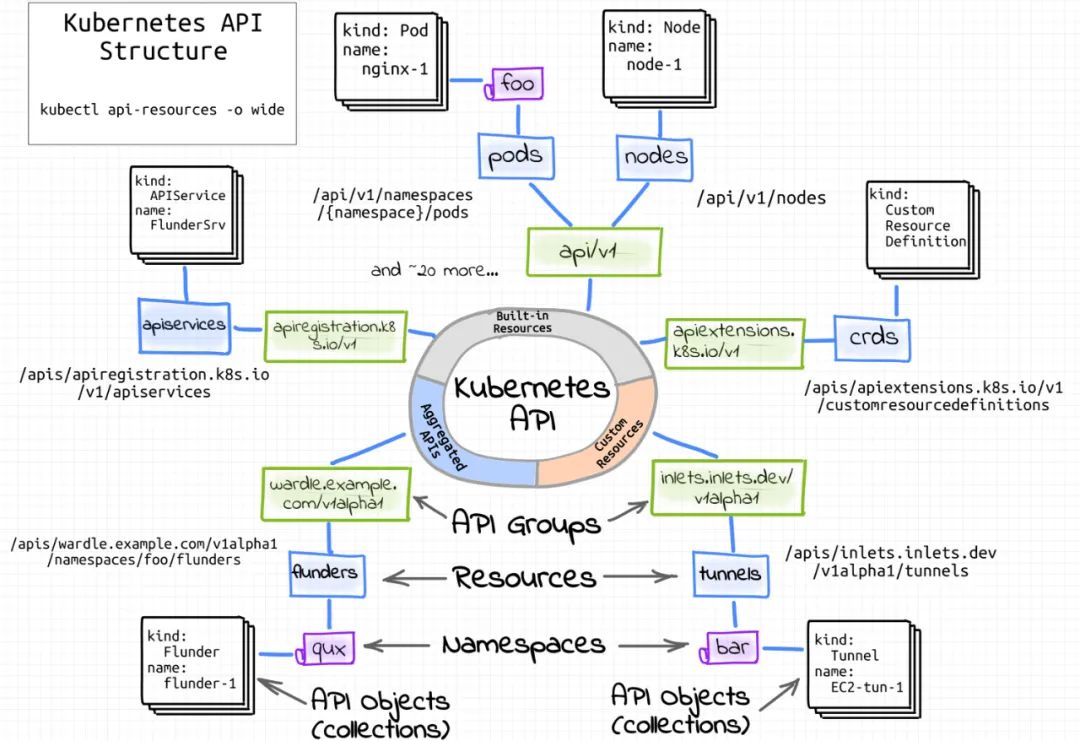 Kubernetes API
Structure
kubectl api-resources -o wide
kind: Pod
name:
nginx-1
foo
pods
/api/v1/namespaces
/{namespace}/pods
kind: Node
name:
node-1
nodes
/api/v1/nodes
api/v1
and ~20 more...
kind:
APIService
name:
FlunderSrv
apiservices
apiregistration.k8
s.io/v1
/apis/apiregistration.k8s.io
/v1/apiservices
kind:
Custom
Resource
Definition
apiextensions.
k8s.io/v1
crds
/apis/apiextensions.k8s.io/v1
/customresourcedefinitions
Built-in
Resources
Kubernetes
API
Aggregated
APIs
Custom
Resources
wardle.example.
com/v1alpha1
API Groups
inlets.inlets.dev/
v1alpha1
/apis/wardle.example.com/v1alpha1
/namespaces/foo/flunders
flunders
Resources
tunnels
/apis/inlets.inlets.dev
/v1alpha1/tunnels
kind:
Flunder
name:
flunder-1
qux
Namespaces
bar
kind:
Tunnel
name:
EC2-tun-1
API Objects
(collections)
API Objects
(collections)